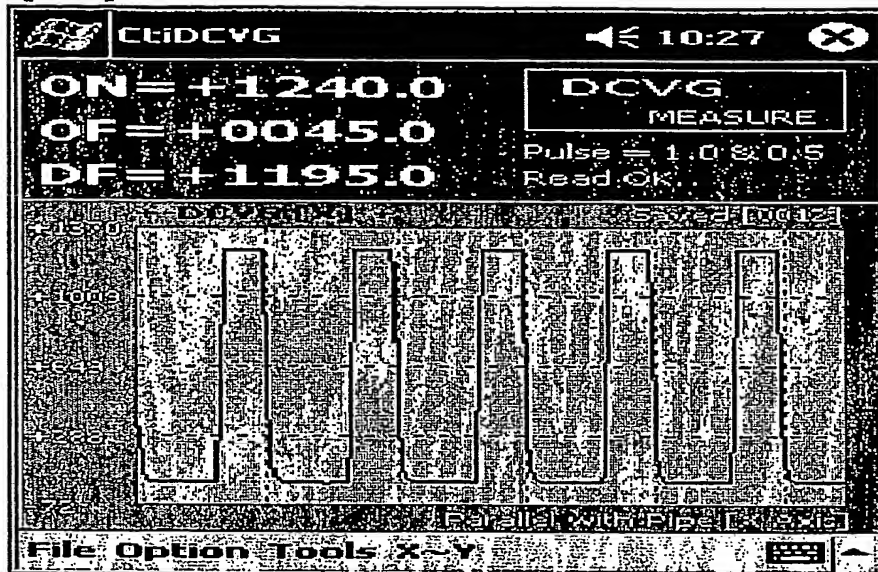 CtiDCVG 10:27
ON=+1240.0
OF=+0045.0
DF=+1195.0
DCVG
MEASURE
Pulse = 1.0 & 0.5
Read OK
Saved [0012]
Parallel with Pipe
File Option Tools X~Y